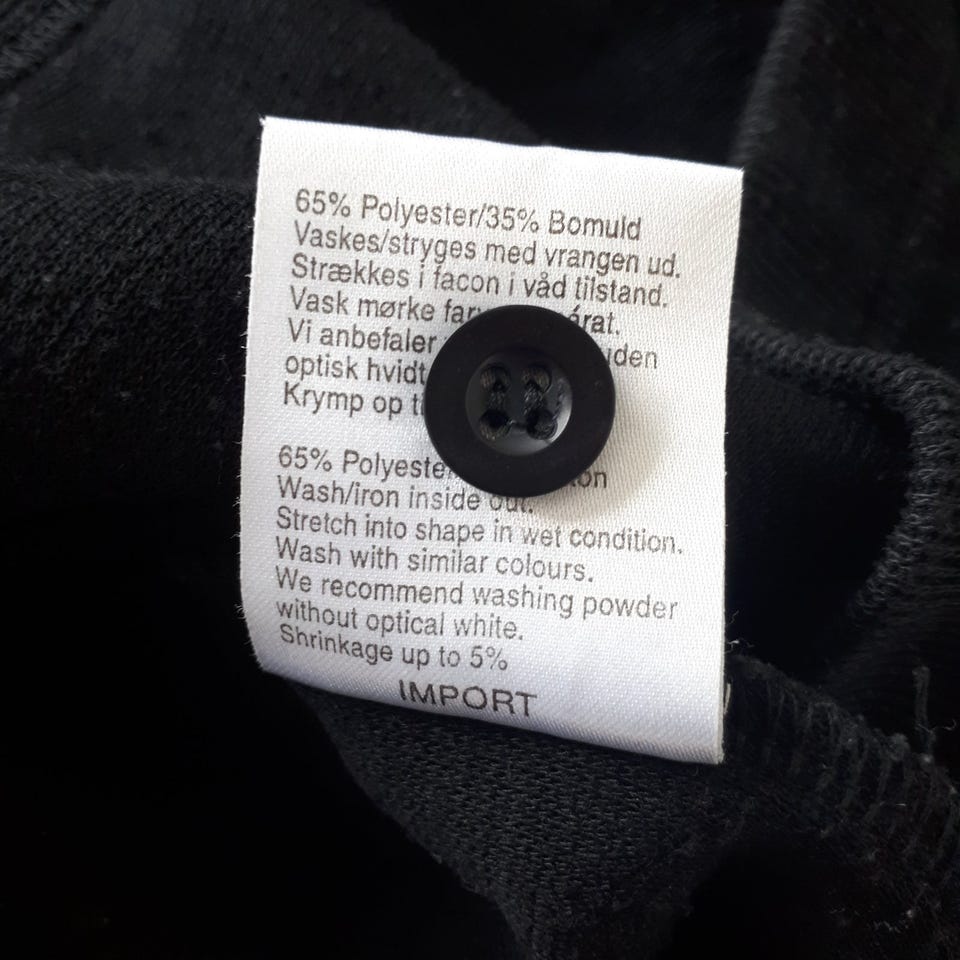 65% Polyester/35% Bomuld
Vaskes/stryges med vrangen ud.
Strækkes i facon i våd tilstand.
Vask mørke
Vi anbefaler
optisk hvidt
Krymp op
65%
Wash/iron inside out.
Stretch into shape in wet condition.
Wash with similar colours.
We recommend washing powder
without optical white.
Shrinkage up to 5%
IMPORT